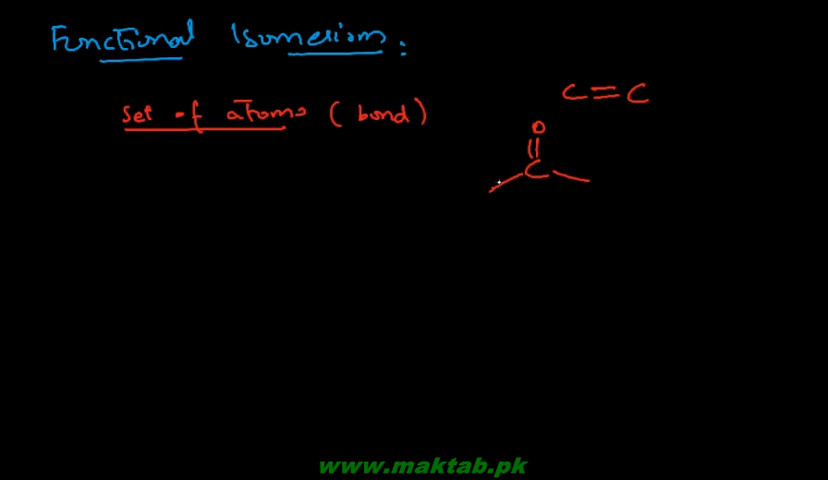 Functional Isomerism:
Set of atoms (bond)
C=C
O
C
www.maktab.pk